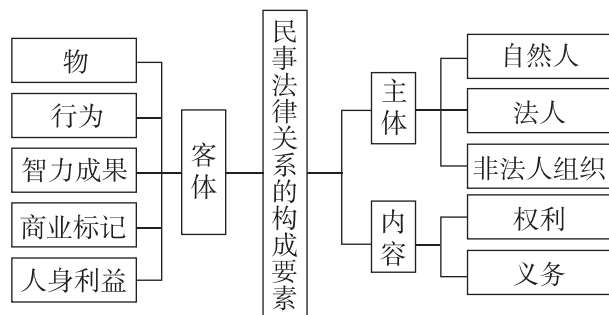 民事法律关系的构成要素
主体
自然人
法人
非法人组织
内容
权利
义务
客体
物
行为
智力成果
商业标记
人身利益